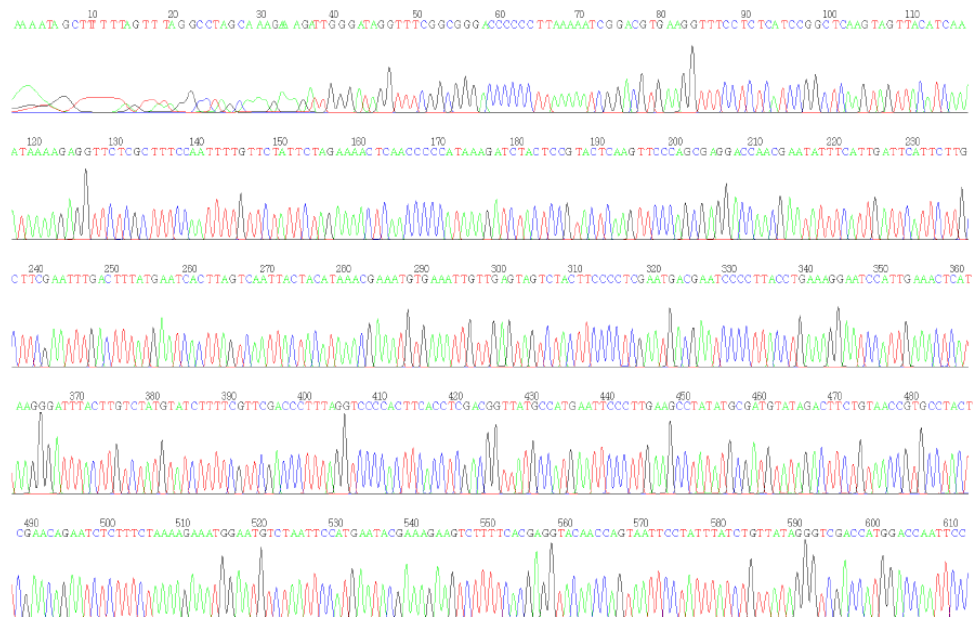 10 20 30 40 50 60 70 80 90 100 110
AAAATAGCTTTTTTAGTTTAGGCCTAGCAAAGAAAGATTGGGATAGGTTTCGGCGGGACCCCCCTTAAAAATCGGACGTGAAGGTTTCCTCTCATCCGGCTCAAGTAGTTACATCAA
120 130 140 150 160 170 180 190 200 210 220 230
ATAAAAGAGGTTCTCGCTTTCCAATTTTGTTCTATTCTAGAAAACTCAACCCCCATAAAGATCTACTCCGTACTCAAGTTCCCAGCGAGGACCAACGAATATTTCATTGATTCATTCTTG
240 250 260 270 280 290 300 310 320 330 340 350 360
CTTCGAATTTGACTTTATGAATCACTTAGTCAATTACTACATAAACGAAATGTGAAATTGTTGAGTAGTCTACTTCCCCTCGAATGACGAATCCCCTTACCTGAAAGGAATCCATTGAAACTCAT
370 380 390 400 410 420 430 440 450 460 470 480
AAGGGATTTACTTGTCTATGTATCTTTTCGTTCGACCCTTTAGGTCCCCACTTCACCTCGACGGTTATGCCATGAATTCCCTTGAAGCCTATATGCGATGTATAGACTTCTGTAACCGTGCCTACT
490 500 510 520 530 540 550 560 570 580 590 600 610
CGAACAGAATCTCTTTCTAAAAGAAATGGAATGTCTAATTCCATGAATACGAAAGAAGTCTTTTCACGAGGTACAACCAGTAATTCCTATTTATCTGTTATAGGGTCGACCATGGACCAATTCC